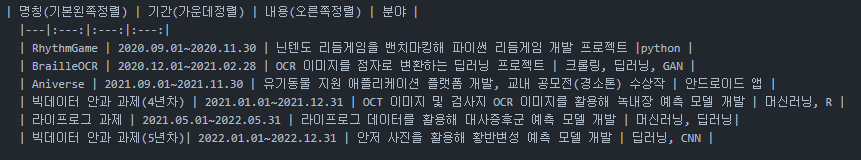 | 명칭(기본왼쪽정렬) | 기간(가운데정렬) | 내용(오른쪽정렬) | 분야 |
|---|:---:|:---:|:---:|
| RhythmGame | 2020.09.01~2020.11.30 | 닌텐도 리듬게임을 밴치마킹해 파이썬 리듬게임 개발 프로젝트 |python |
| BrailleOCR | 2020.12.01~2021.02.28 | OCR 이미지를 점자로 변환하는 딥러닝 프로젝트 | 크롤링, 딥러닝, GAN |
| Aniverse | 2021.09.01~2021.11.30 | 유기동물 지원 애플리케이션 플랫폼 개발, 교내 공모전(경소톤) 수상작 | 안드로이드 앱 |
| 빅데이터 안과 과제(4년차) | 2021.01.01~2021.12.31 | OCT 이미지 및 검사지 OCR 이미지를 활용해 녹내장 예측 모델 개발 | 머신러닝, R |
| 라이프로그 과제 | 2021.05.01~2022.05.31 | 라이프로그 데이터를 활용해 대사증후군 예측 모델 개발 | 머신러닝, 딥러닝|
| 빅데이터 안과 과제(5년차)| 2022.01.01~2022.12.31 | 안저 사진을 활용해 황반변성 예측 모델 개발 | 딥러닝, CNN |